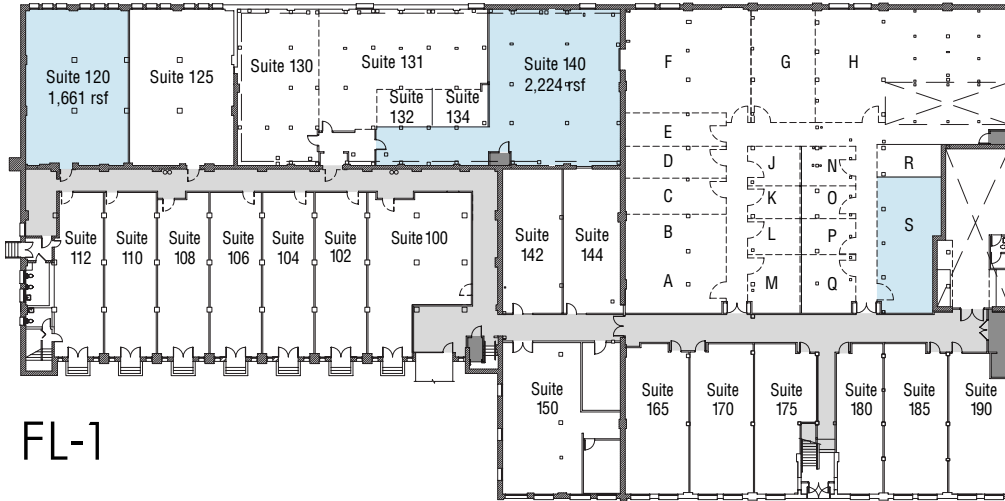 Suite 120
1,661 rsf
Suite 125
Suite 130
Suite 131
Suite
132
Suite
134
Suite 140
2,224 rsf
F
G
H
E
D
C
B
A
J
K
L
M
N
O
P
Q
R
S
Suite
112
Suite
110
Suite
108
Suite
106
Suite
104
Suite
102
Suite 100
Suite
142
Suite
144
Suite
150
Suite
165
Suite
170
Suite
175
Suite
180
Suite
185
Suite
190
FL-1